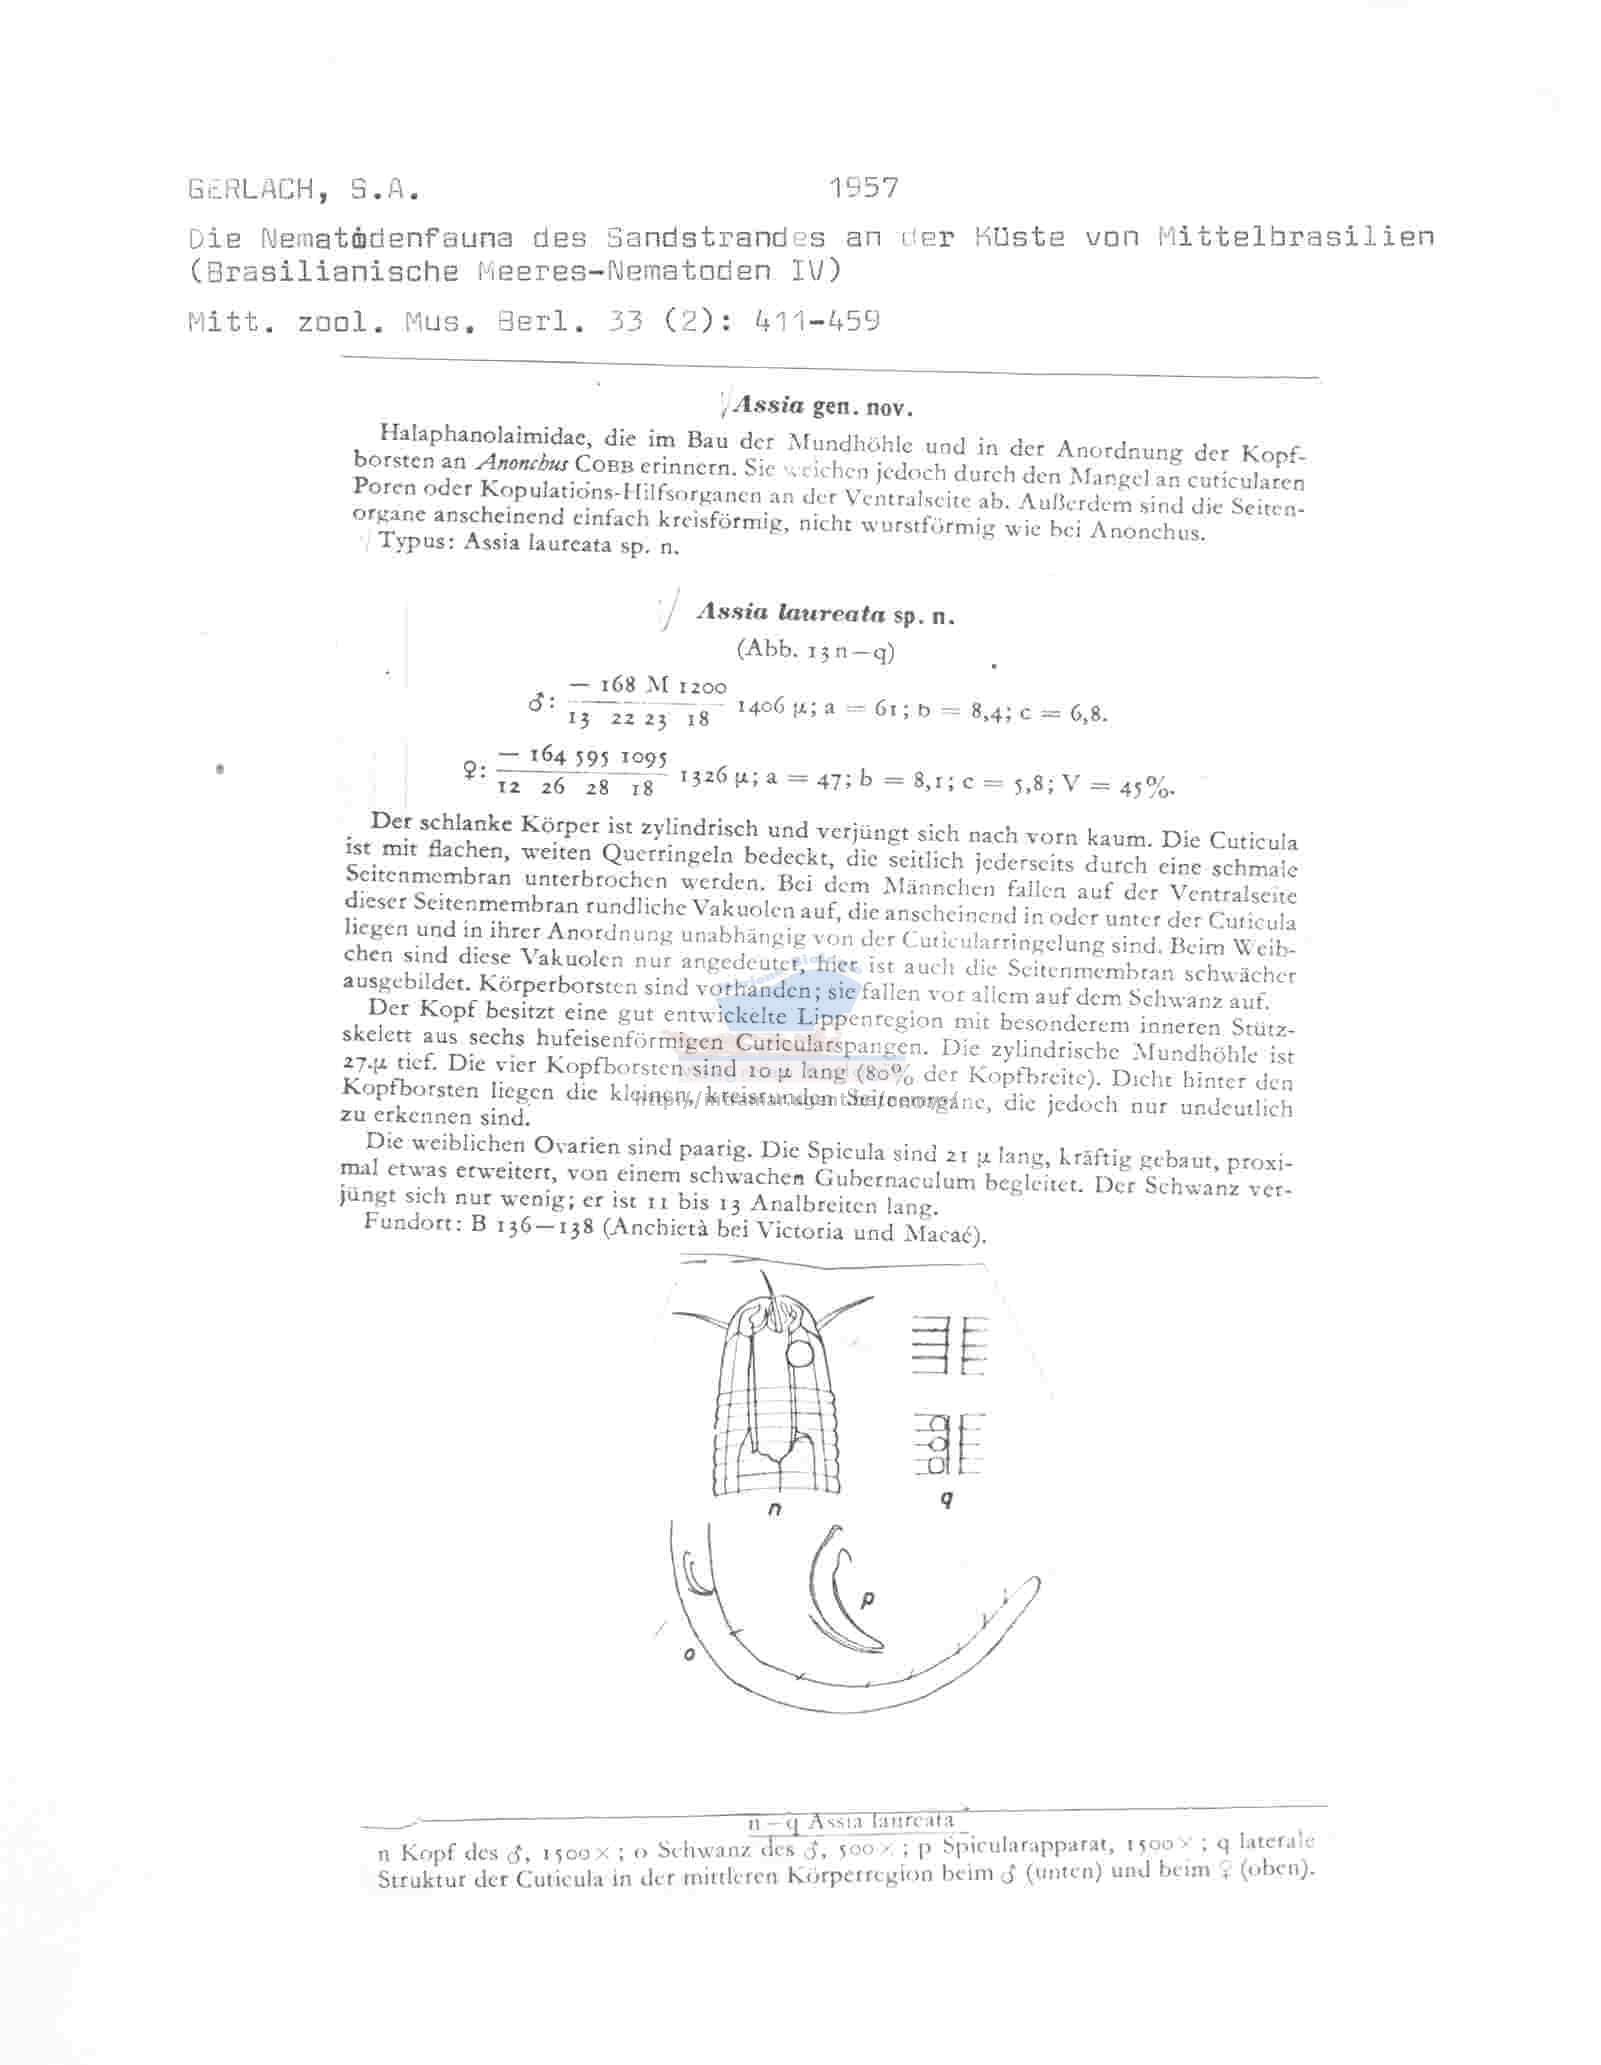 GERLACH, S.A. 1957
Die Nematodenfauna des Sandstrandes an der Küste von Mittelbrasilien
(Brasilianische Meeres-Nematoden IV)
Mitt. zool. Mus. Berl. 33 (2): 411-459
Assia gen. nov.
Halaphanolaimidae, die im Bau der Mundhöhle und in der Anordnung der Kopf-
borsten an Anonchus COBB erinnern. Sie weichen jedoch durch den Mangel an cuticularen
Poren oder Kopulations-Hilfsorganen an der Ventralseite ab. Außerdem sind die Seiten-
organe anscheinend einfach kreisförmig, nicht wurstförmig wie bei Anonchus.
Typus: Assia laureata sp. n.
Assia laureata sp. n.
(Abb. 13 n—q)
— 168 M 1200
♂: 1406 µ; a = 61; b = 8,4; c = 6,8.
13 22 23 18
— 164 595 1095
♀: 1326 µ; a = 47; b = 8,1; c = 5,8; V = 45%.
12 26 28 18
Der schlanke Körper ist zylindrisch und verjüngt sich nach vorn kaum. Die Cuticula
ist mit flachen, weiten Querringeln bedeckt, die seitlich jederseits durch eine schmale
Seitenmembran unterbrochen werden. Bei dem Männchen fallen auf der Ventralseite
dieser Seitenmembran rundliche Vakuolen auf, die anscheinend in oder unter der Cuticula
liegen und in ihrer Anordnung unabhängig von der Cuticularringelung sind. Beim Weib-
chen sind diese Vakuolen nur angedeutet, hier ist auch die Seitenmembran schwächer
ausgebildet. Körperborsten sind vorhanden; sie fallen vor allem auf dem Schwanz auf.
Der Kopf besitzt eine gut entwickelte Lippenregion mit besonderem inneren Stütz-
skelett aus sechs hufeisenförmigen Cuticularspangen. Die zylindrische Mundhöhle ist
27 µ tief. Die vier Kopfborsten sind 10 µ lang (80% der Kopfbreite). Dicht hinter den
Kopfborsten liegen die kleinen, kreisrunden Seitenorgane, die jedoch nur undeutlich
zu erkennen sind.
Die weiblichen Ovarien sind paarig. Die Spicula sind 21 µ lang, kräftig gebaut, proxi-
mal etwas erweitert, von einem schwachen Gubernaculum begleitet. Der Schwanz ver-
jüngt sich nur wenig; er ist 11 bis 13 Analbreiten lang.
Fundort: B 136—138 (Anchietà bei Victoria und Macaé).
n
q
p
o
n—q Assia laureata
n Kopf des ♂, 1500×; o Schwanz des ♂, 500×; p Spicularapparat, 1500×; q laterale
Struktur der Cuticula in der mittleren Körperregion beim ♂ (unten) und beim ♀ (oben).